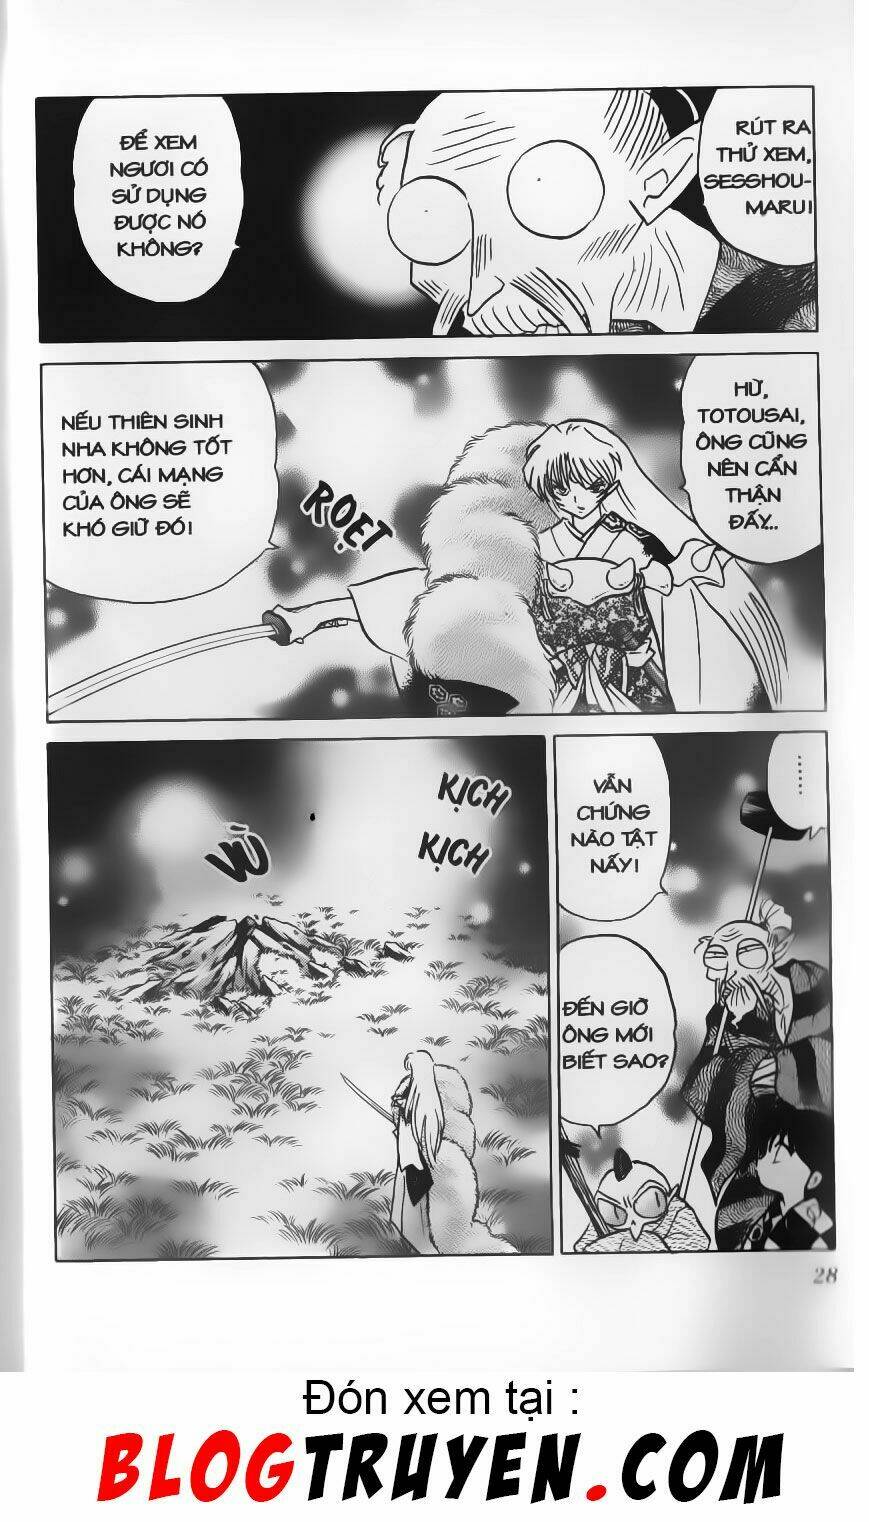 RÚT RA
THỬ XEM,
SESSHOU-
MARU!
ĐỂ XEM
NGƯƠI CÓ
SỬ DỤNG
ĐƯỢC NÓ
KHÔNG?
HỪ,
TOTOUSAI,
ÔNG CŨNG
NÊN CẨN
THẬN
ĐẤY...
ROẸT
NẾU THIÊN SINH
NHA KHÔNG TỐT
HƠN, CÁI MẠNG
CỦA ÔNG SẼ
KHÓ GIỮ ĐÓ!
........
VẪN
CHỨNG
NÀO TẬT
NẤY!
ĐẾN GIỜ
ÔNG MỚI
BIẾT SAO?
KỊCH
KỊCH
VÙ
28
Đón xem tại :
BLOGTRUYEN.COM